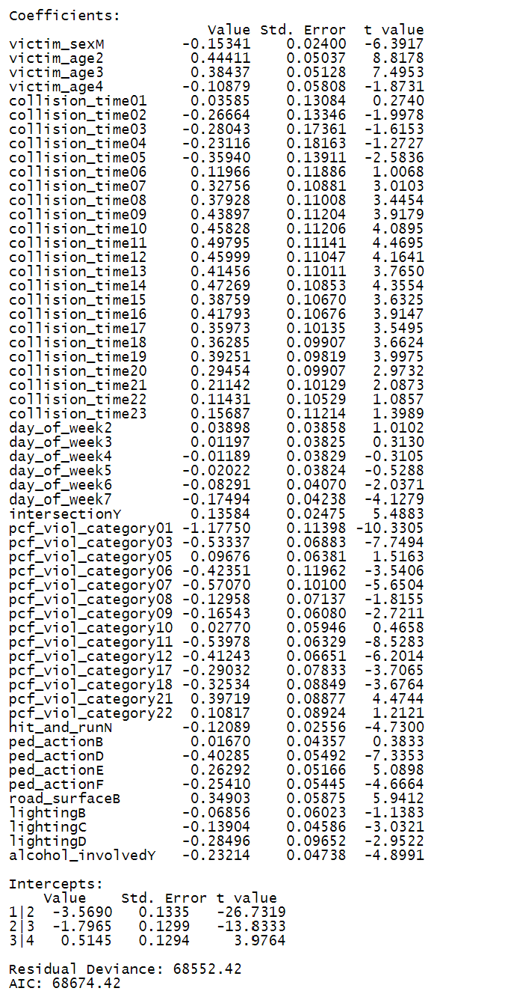 Coefficients:
Value Std. Error t value
victim_sexM -0.15341 0.02400 -6.3917
victim_age2 0.44411 0.05037 8.8178
victim_age3 0.38437 0.05128 7.4953
victim_age4 -0.10879 0.05808 -1.8731
collision_time01 0.03585 0.13084 0.2740
collision_time02 -0.26664 0.13346 -1.9978
collision_time03 -0.28043 0.17361 -1.6153
collision_time04 -0.23116 0.18163 -1.2727
collision_time05 -0.35940 0.13911 -2.5836
collision_time06 0.11966 0.11886 1.0068
collision_time07 0.32756 0.10881 3.0103
collision_time08 0.37928 0.11008 3.4454
collision_time09 0.43897 0.11204 3.9179
collision_time10 0.45828 0.11206 4.0895
collision_time11 0.49795 0.11141 4.4695
collision_time12 0.45999 0.11047 4.1641
collision_time13 0.41456 0.11011 3.7650
collision_time14 0.47269 0.10853 4.3554
collision_time15 0.38759 0.10670 3.6325
collision_time16 0.41793 0.10676 3.9147
collision_time17 0.35973 0.10135 3.5495
collision_time18 0.36285 0.09907 3.6624
collision_time19 0.39251 0.09819 3.9975
collision_time20 0.29454 0.09907 2.9732
collision_time21 0.21142 0.10129 2.0873
collision_time22 0.11431 0.10529 1.0857
collision_time23 0.15687 0.11214 1.3989
day_of_week2 0.03898 0.03858 1.0102
day_of_week3 0.01197 0.03825 0.3130
day_of_week4 -0.01189 0.03829 -0.3105
day_of_week5 -0.02022 0.03824 -0.5288
day_of_week6 -0.08291 0.04070 -2.0371
day_of_week7 -0.17494 0.04238 -4.1279
intersectionY 0.13584 0.02475 5.4883
pcf_viol_category01 -1.17750 0.11398 -10.3305
pcf_viol_category03 -0.53337 0.06883 -7.7494
pcf_viol_category05 0.09676 0.06381 1.5163
pcf_viol_category06 -0.42351 0.11962 -3.5406
pcf_viol_category07 -0.57070 0.10100 -5.6504
pcf_viol_category08 -0.12958 0.07137 -1.8155
pcf_viol_category09 -0.16543 0.06080 -2.7211
pcf_viol_category10 0.02770 0.05946 0.4658
pcf_viol_category11 -0.53978 0.06329 -8.5283
pcf_viol_category12 -0.41243 0.06651 -6.2014
pcf_viol_category17 -0.29032 0.07833 -3.7065
pcf_viol_category18 -0.32534 0.08849 -3.6764
pcf_viol_category21 0.39719 0.08877 4.4744
pcf_viol_category22 0.10817 0.08924 1.2121
hit_and_runN -0.12089 0.02556 -4.7300
ped_actionB 0.01670 0.04357 0.3833
ped_actionD -0.40285 0.05492 -7.3353
ped_actionE 0.26292 0.05166 5.0898
ped_actionF -0.25410 0.05445 -4.6664
road_surfaceB 0.34903 0.05875 5.9412
lightingB -0.06856 0.06023 -1.1383
lightingC -0.13904 0.04586 -3.0321
lightingD -0.28496 0.09652 -2.9522
alcohol_involvedY -0.23214 0.04738 -4.8991
Intercepts:
Value Std. Error t value
1|2 -3.5690 0.1335 -26.7319
2|3 -1.7965 0.1299 -13.8333
3|4 0.5145 0.1294 3.9764
Residual Deviance: 68552.42
AIC: 68674.42